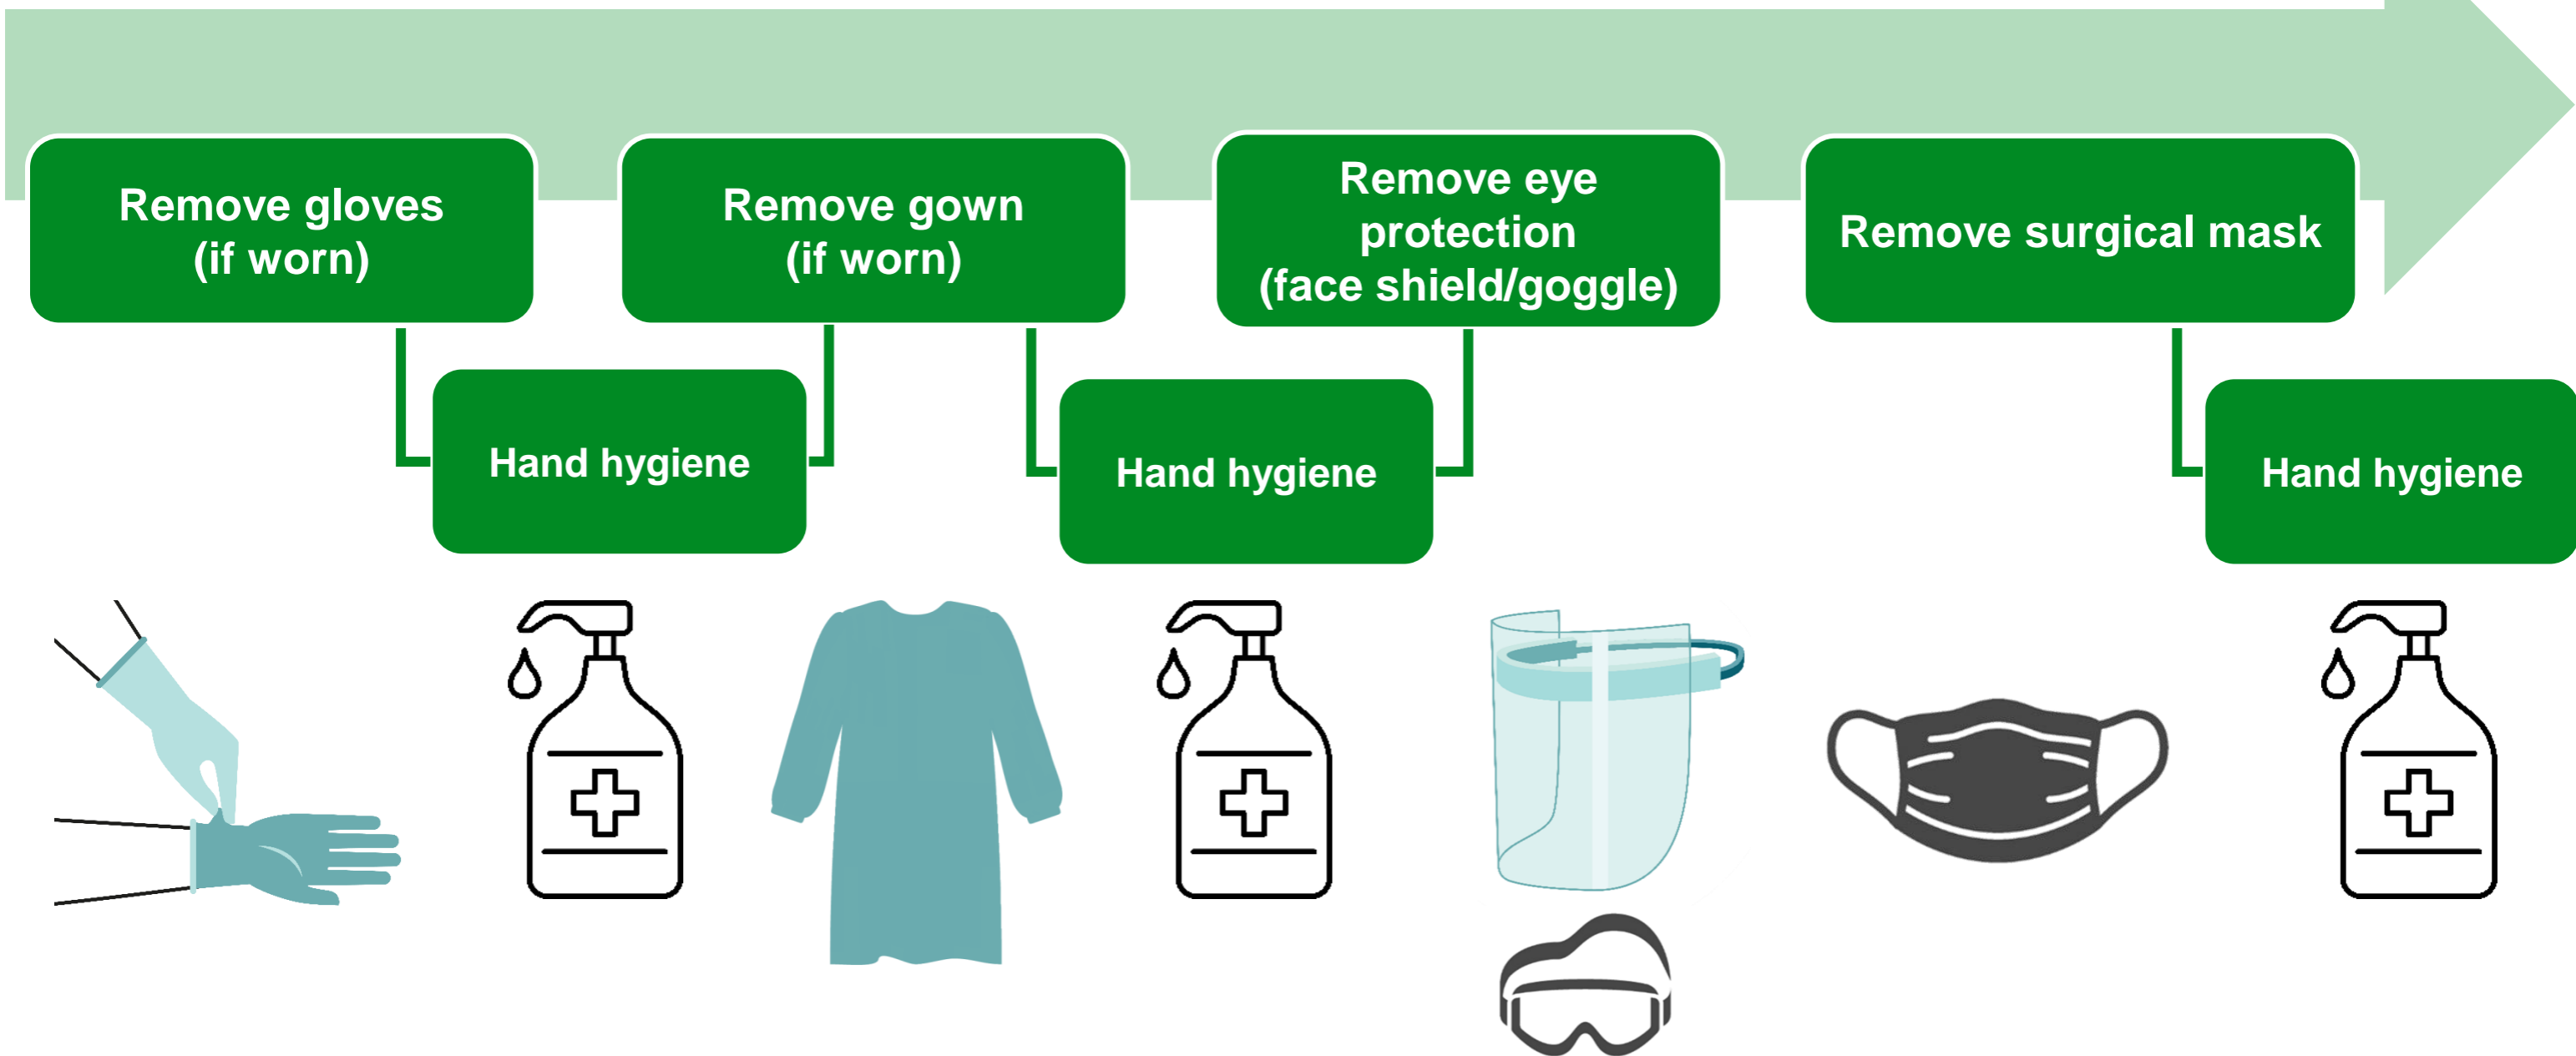 Remove gloves
(if worn)
Hand hygiene
Remove gown
(if worn)
Hand hygiene
Remove eye
protection
(face shield/goggle)
Remove surgical mask
Hand hygiene